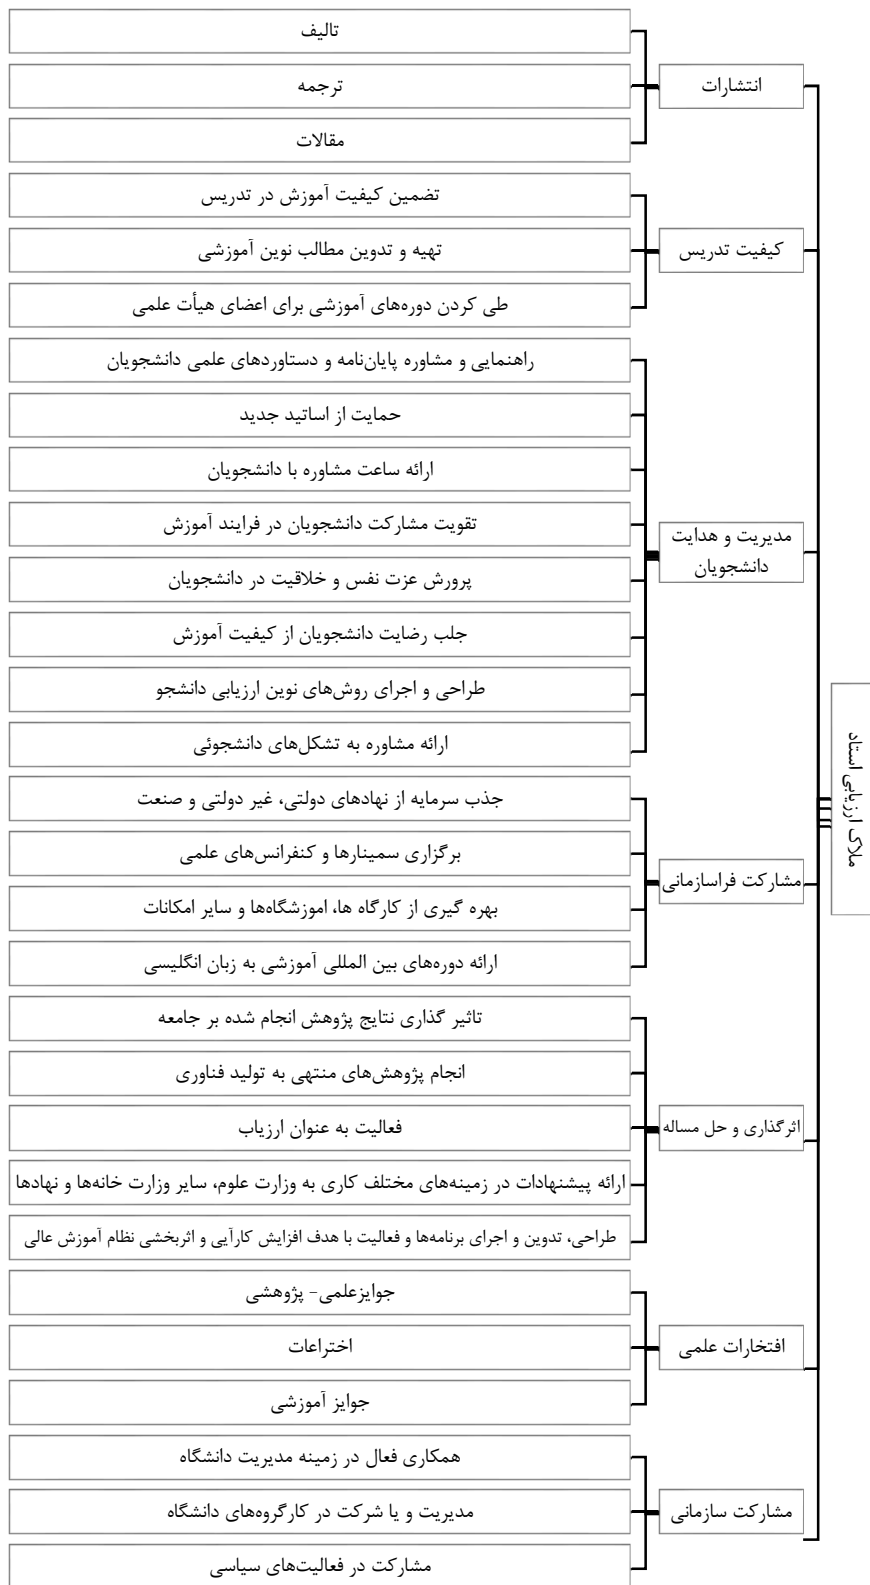 ملاک ارزیابی استاد
انتشارات
تالیف
ترجمه
مقالات
کیفیت تدریس
تضمین کیفیت آموزش در تدریس
تهیه و تدوین مطالب نوین آموزشی
طی کردن دوره‌های آموزشی برای اعضای هیأت علمی
مدیریت و هدایت
دانشجویان
راهنمایی و مشاوره پایان‌نامه و دستاوردهای علمی دانشجویان
حمایت از اساتید جدید
ارائه ساعت مشاوره با دانشجویان
تقویت مشارکت دانشجویان در فرایند آموزش
پرورش عزت نفس و خلاقیت در دانشجویان
جلب رضایت دانشجویان از کیفیت آموزش
طراحی و اجرای روش‌های نوین ارزیابی دانشجو
ارائه مشاوره به تشکل‌های دانشجوئی
مشارکت فراسازمانی
جذب سرمایه از نهادهای دولتی، غیر دولتی و صنعت
برگزاری سمینارها و کنفرانس‌های علمی
بهره گیری از کارگاه ها، اموزشگاه‌ها و سایر امکانات
ارائه دوره‌های بین المللی آموزشی به زبان انگلیسی
اثرگذاری و حل مساله
تاثیر گذاری نتایج پژوهش انجام شده بر جامعه
انجام پژوهش‌های منتهی به تولید فناوری
فعالیت به عنوان ارزیاب
ارائه پیشنهادات در زمینه‌های مختلف کاری به وزارت علوم، سایر وزارت خانه‌ها و نهادها
طراحی، تدوین و اجرای برنامه‌ها و فعالیت با هدف افزایش کارآیی و اثربخشی نظام آموزش عالی
افتخارات علمی
جوایزعلمی- پژوهشی
اختراعات
جوایز آموزشی
مشارکت سازمانی
همکاری فعال در زمینه مدیریت دانشگاه
مدیریت و یا شرکت در کارگروه‌های دانشگاه
مشارکت در فعالیت‌های سیاسی